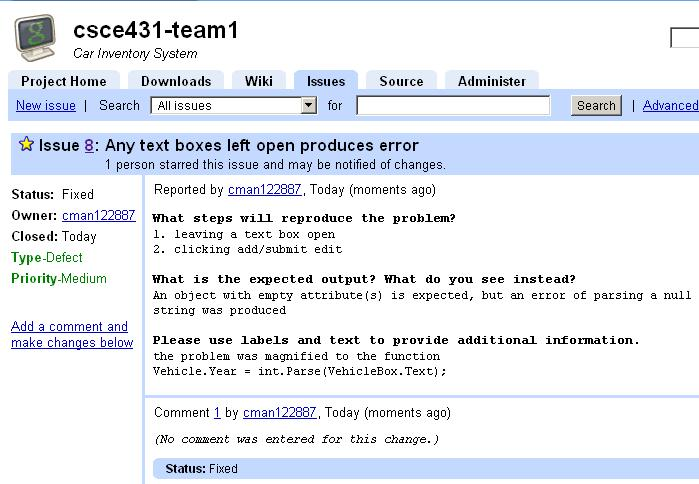 csce431-team1
Car Inventory System
Project Home Downloads Wiki Issues Source Administer
New issue | Search All issues for Search | Advanced
Issue 8: Any text boxes left open produces error
1 person starred this issue and may be notified of changes.
Status: Fixed
Owner: cman122887
Closed: Today
Type-Defect
Priority-Medium
Add a comment and
make changes below
Reported by cman122887, Today (moments ago)
What steps will reproduce the problem?
1. leaving a text box open
2. clicking add/submit edit
What is the expected output? What do you see instead?
An object with empty attribute(s) is expected, but an error of parsing a null
string was produced
Please use labels and text to provide additional information.
the problem was magnified to the function
Vehicle.Year = int.Parse(VehicleBox.Text);
Comment 1 by cman122887, Today (moments ago)
(No comment was entered for this change.)
Status: Fixed